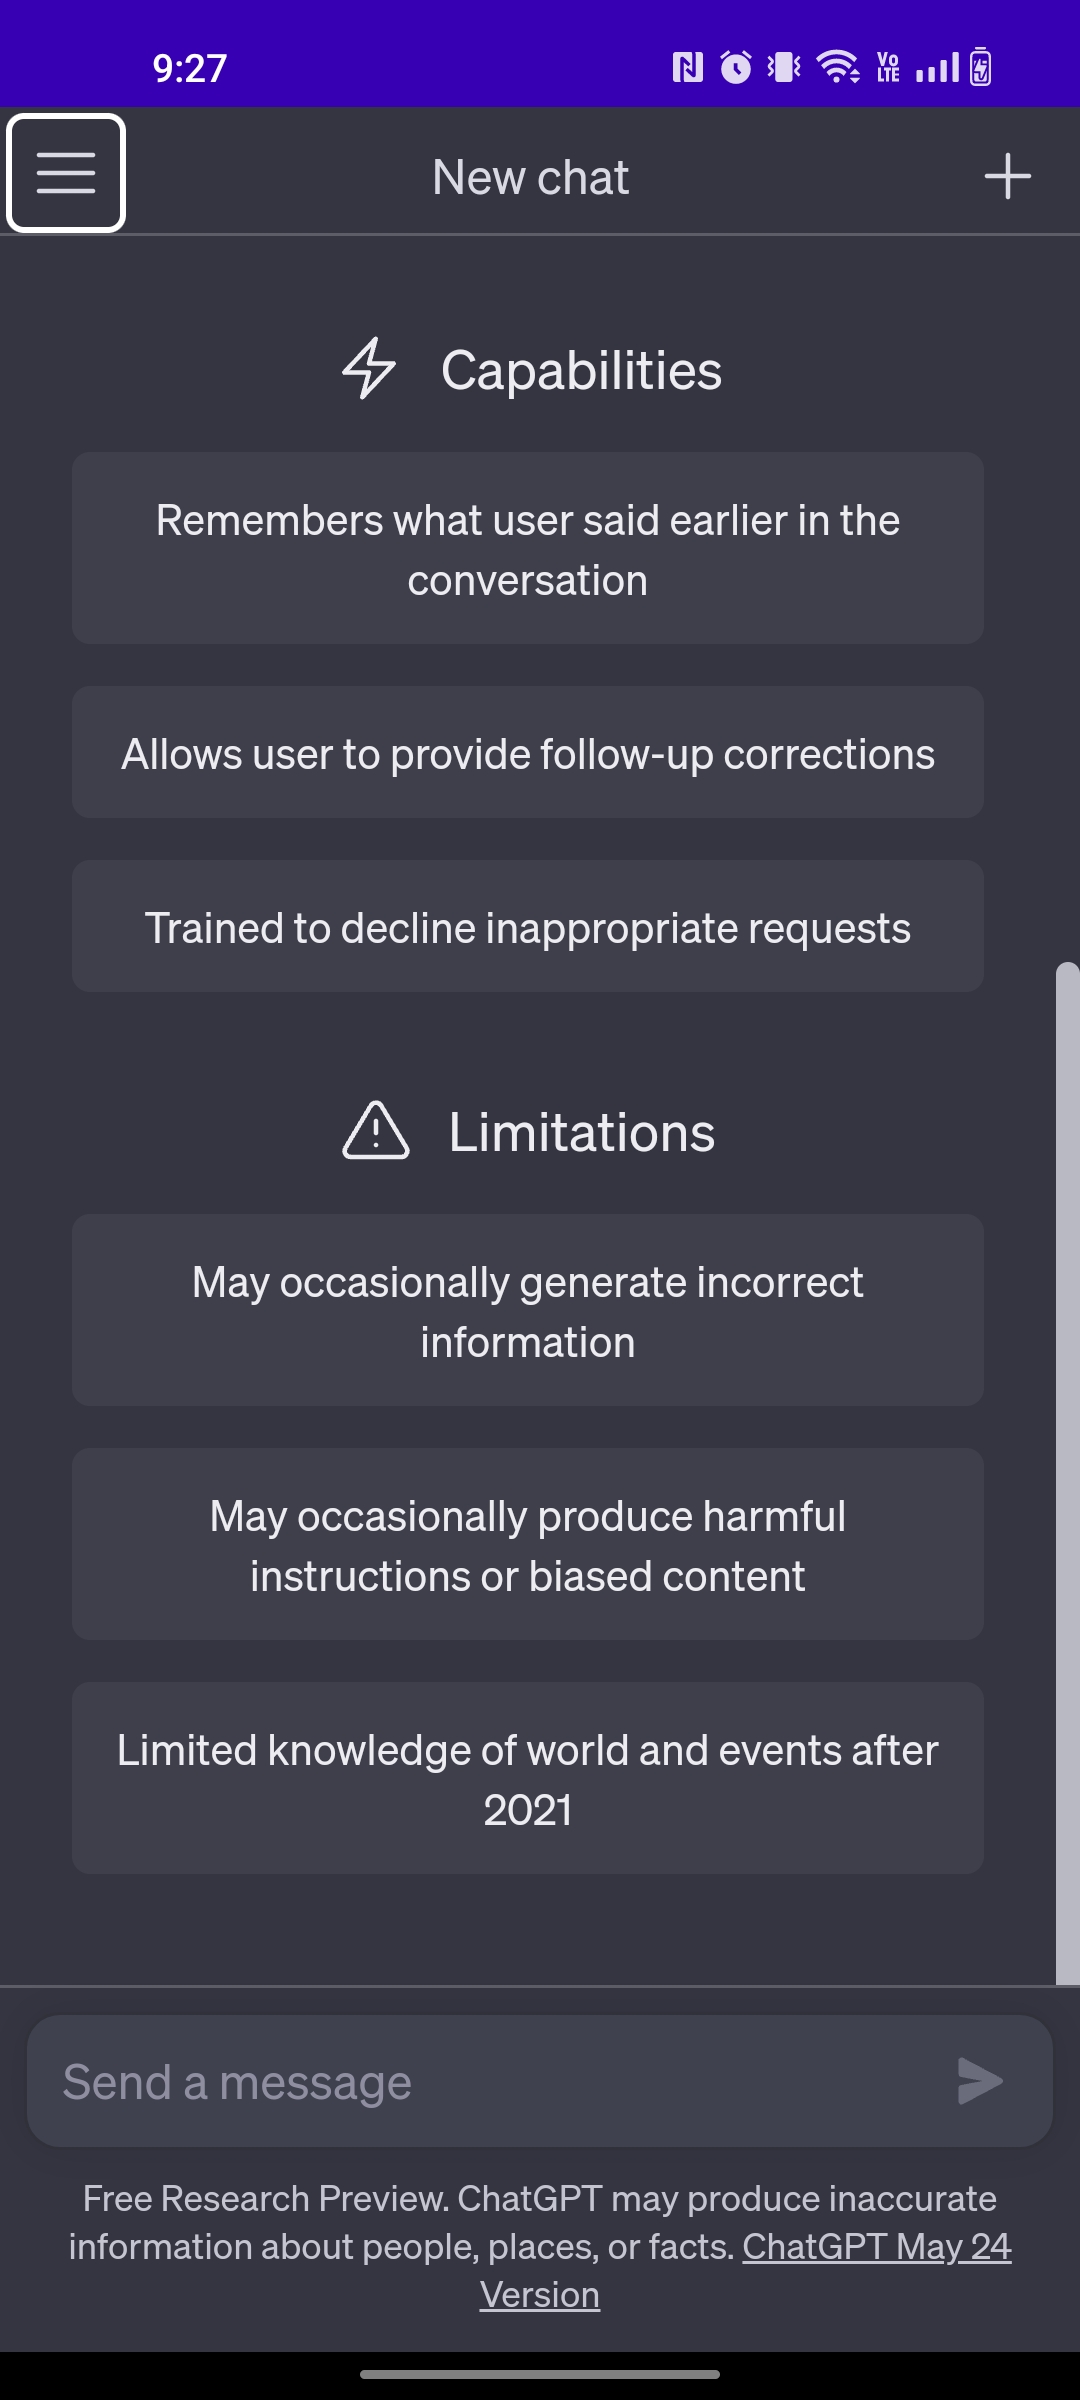 9:27
Vo
LTE
New chat
Capabilities
Remembers what user said earlier in the
conversation
Allows user to provide follow-up corrections
Trained to decline inappropriate requests
Limitations
May occasionally generate incorrect
information
May occasionally produce harmful
instructions or biased content
Limited knowledge of world and events after
2021
Send a message
Free Research Preview. ChatGPT may produce inaccurate
information about people, places, or facts. ChatGPT May 24
Version